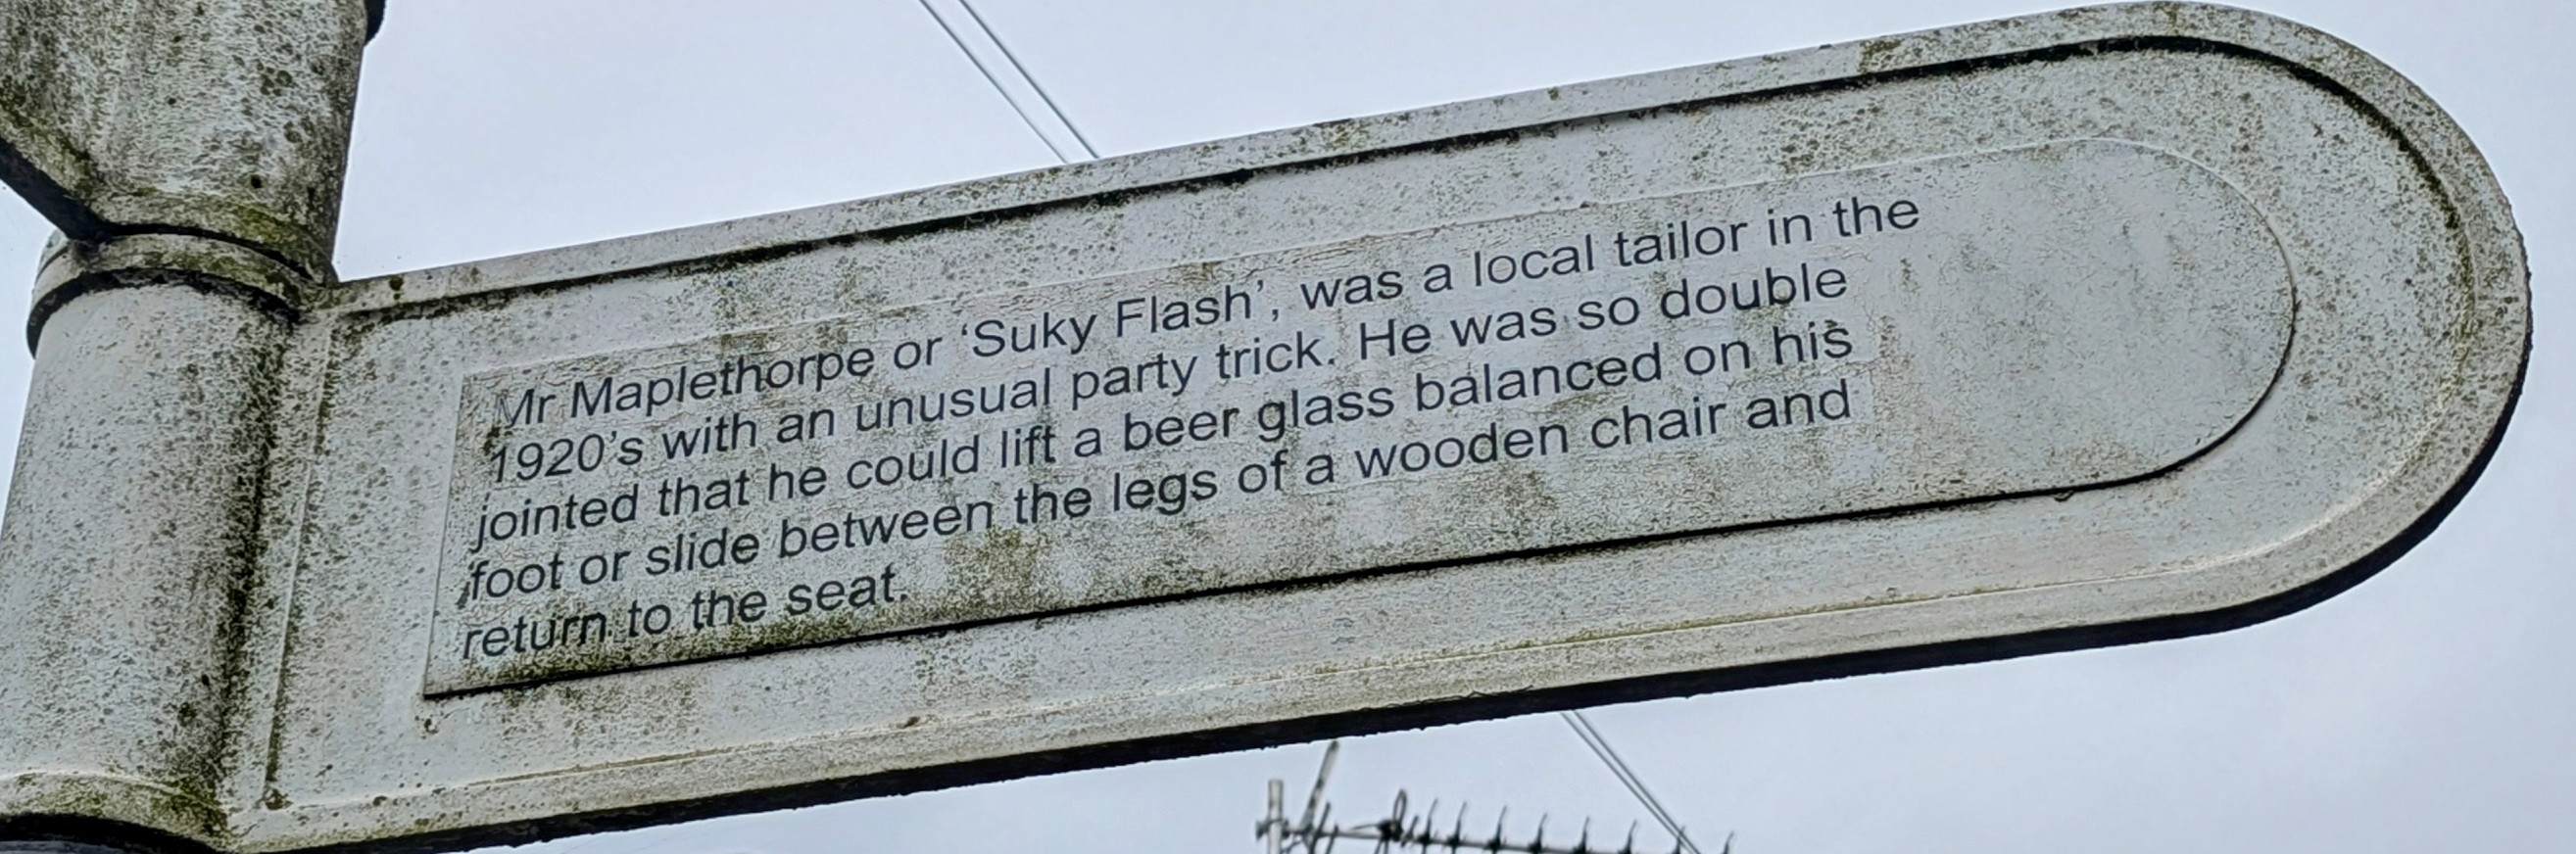 Mr Maplethorpe or ‘Suky Flash’, was a local tailor in the
1920’s with an unusual party trick. He was so double
jointed that he could lift a beer glass balanced on his
foot or slide between the legs of a wooden chair and
return to the seat.